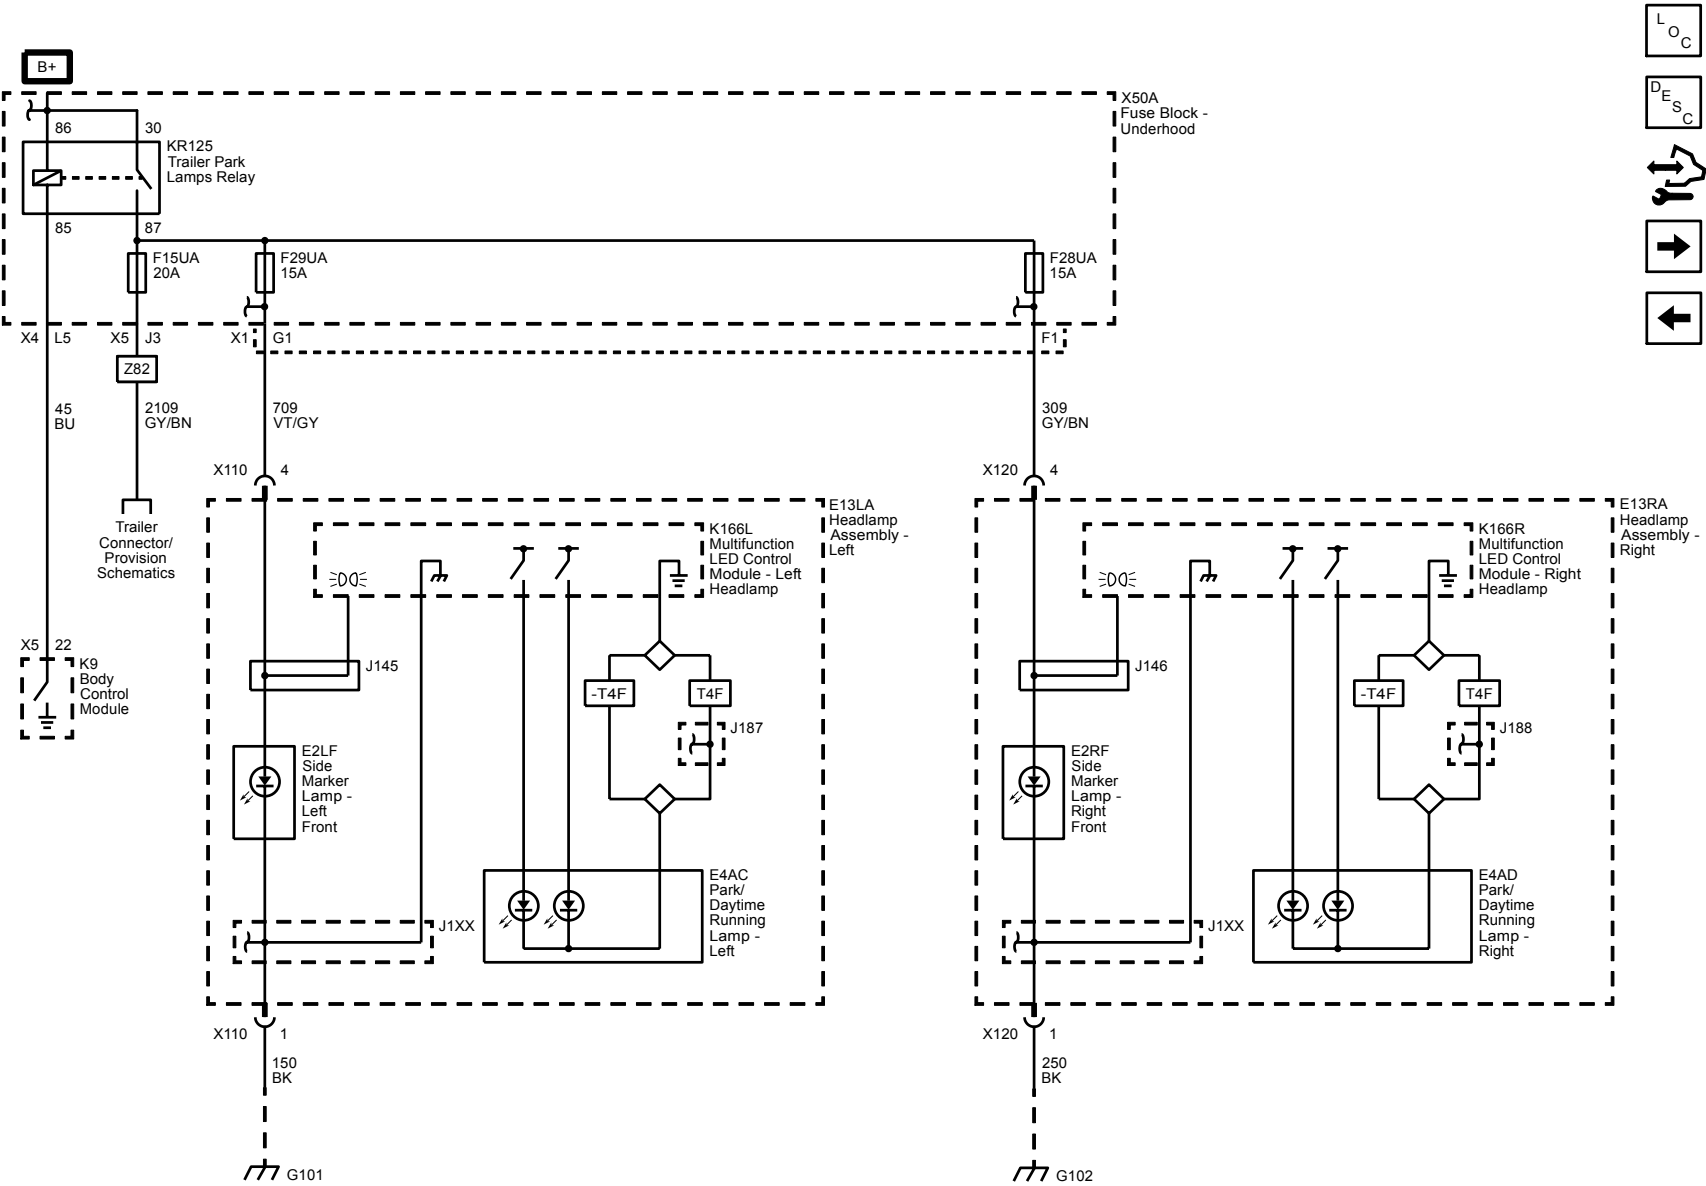 L
O
C
D
E
S
C
B+
X50A
Fuse Block -
Underhood
86
30
KR125
Trailer Park
Lamps Relay
85
87
F15UA
20A
F29UA
15A
F28UA
15A
X4
L5
X5
J3
X1
G1
F1
Z82
45
BU
2109
GY/BN
709
VT/GY
309
GY/BN
X110
4
X120
4
Trailer
Connector/
Provision
Schematics
E13LA
Headlamp
Assembly -
Left
K166L
Multifunction
LED Control
Module - Left
Headlamp
E13RA
Headlamp
Assembly -
Right
K166R
Multifunction
LED Control
Module - Right
Headlamp
X5
22
K9
Body
Control
Module
J145
-T4F
T4F
J187
J146
-T4F
T4F
J188
E2LF
Side
Marker
Lamp -
Left
Front
E2RF
Side
Marker
Lamp -
Right
Front
E4AC
Park/
Daytime
Running
Lamp -
Left
J1XX
E4AD
Park/
Daytime
Running
Lamp -
Right
J1XX
X110
1
150
BK
X120
1
250
BK
G101
G102